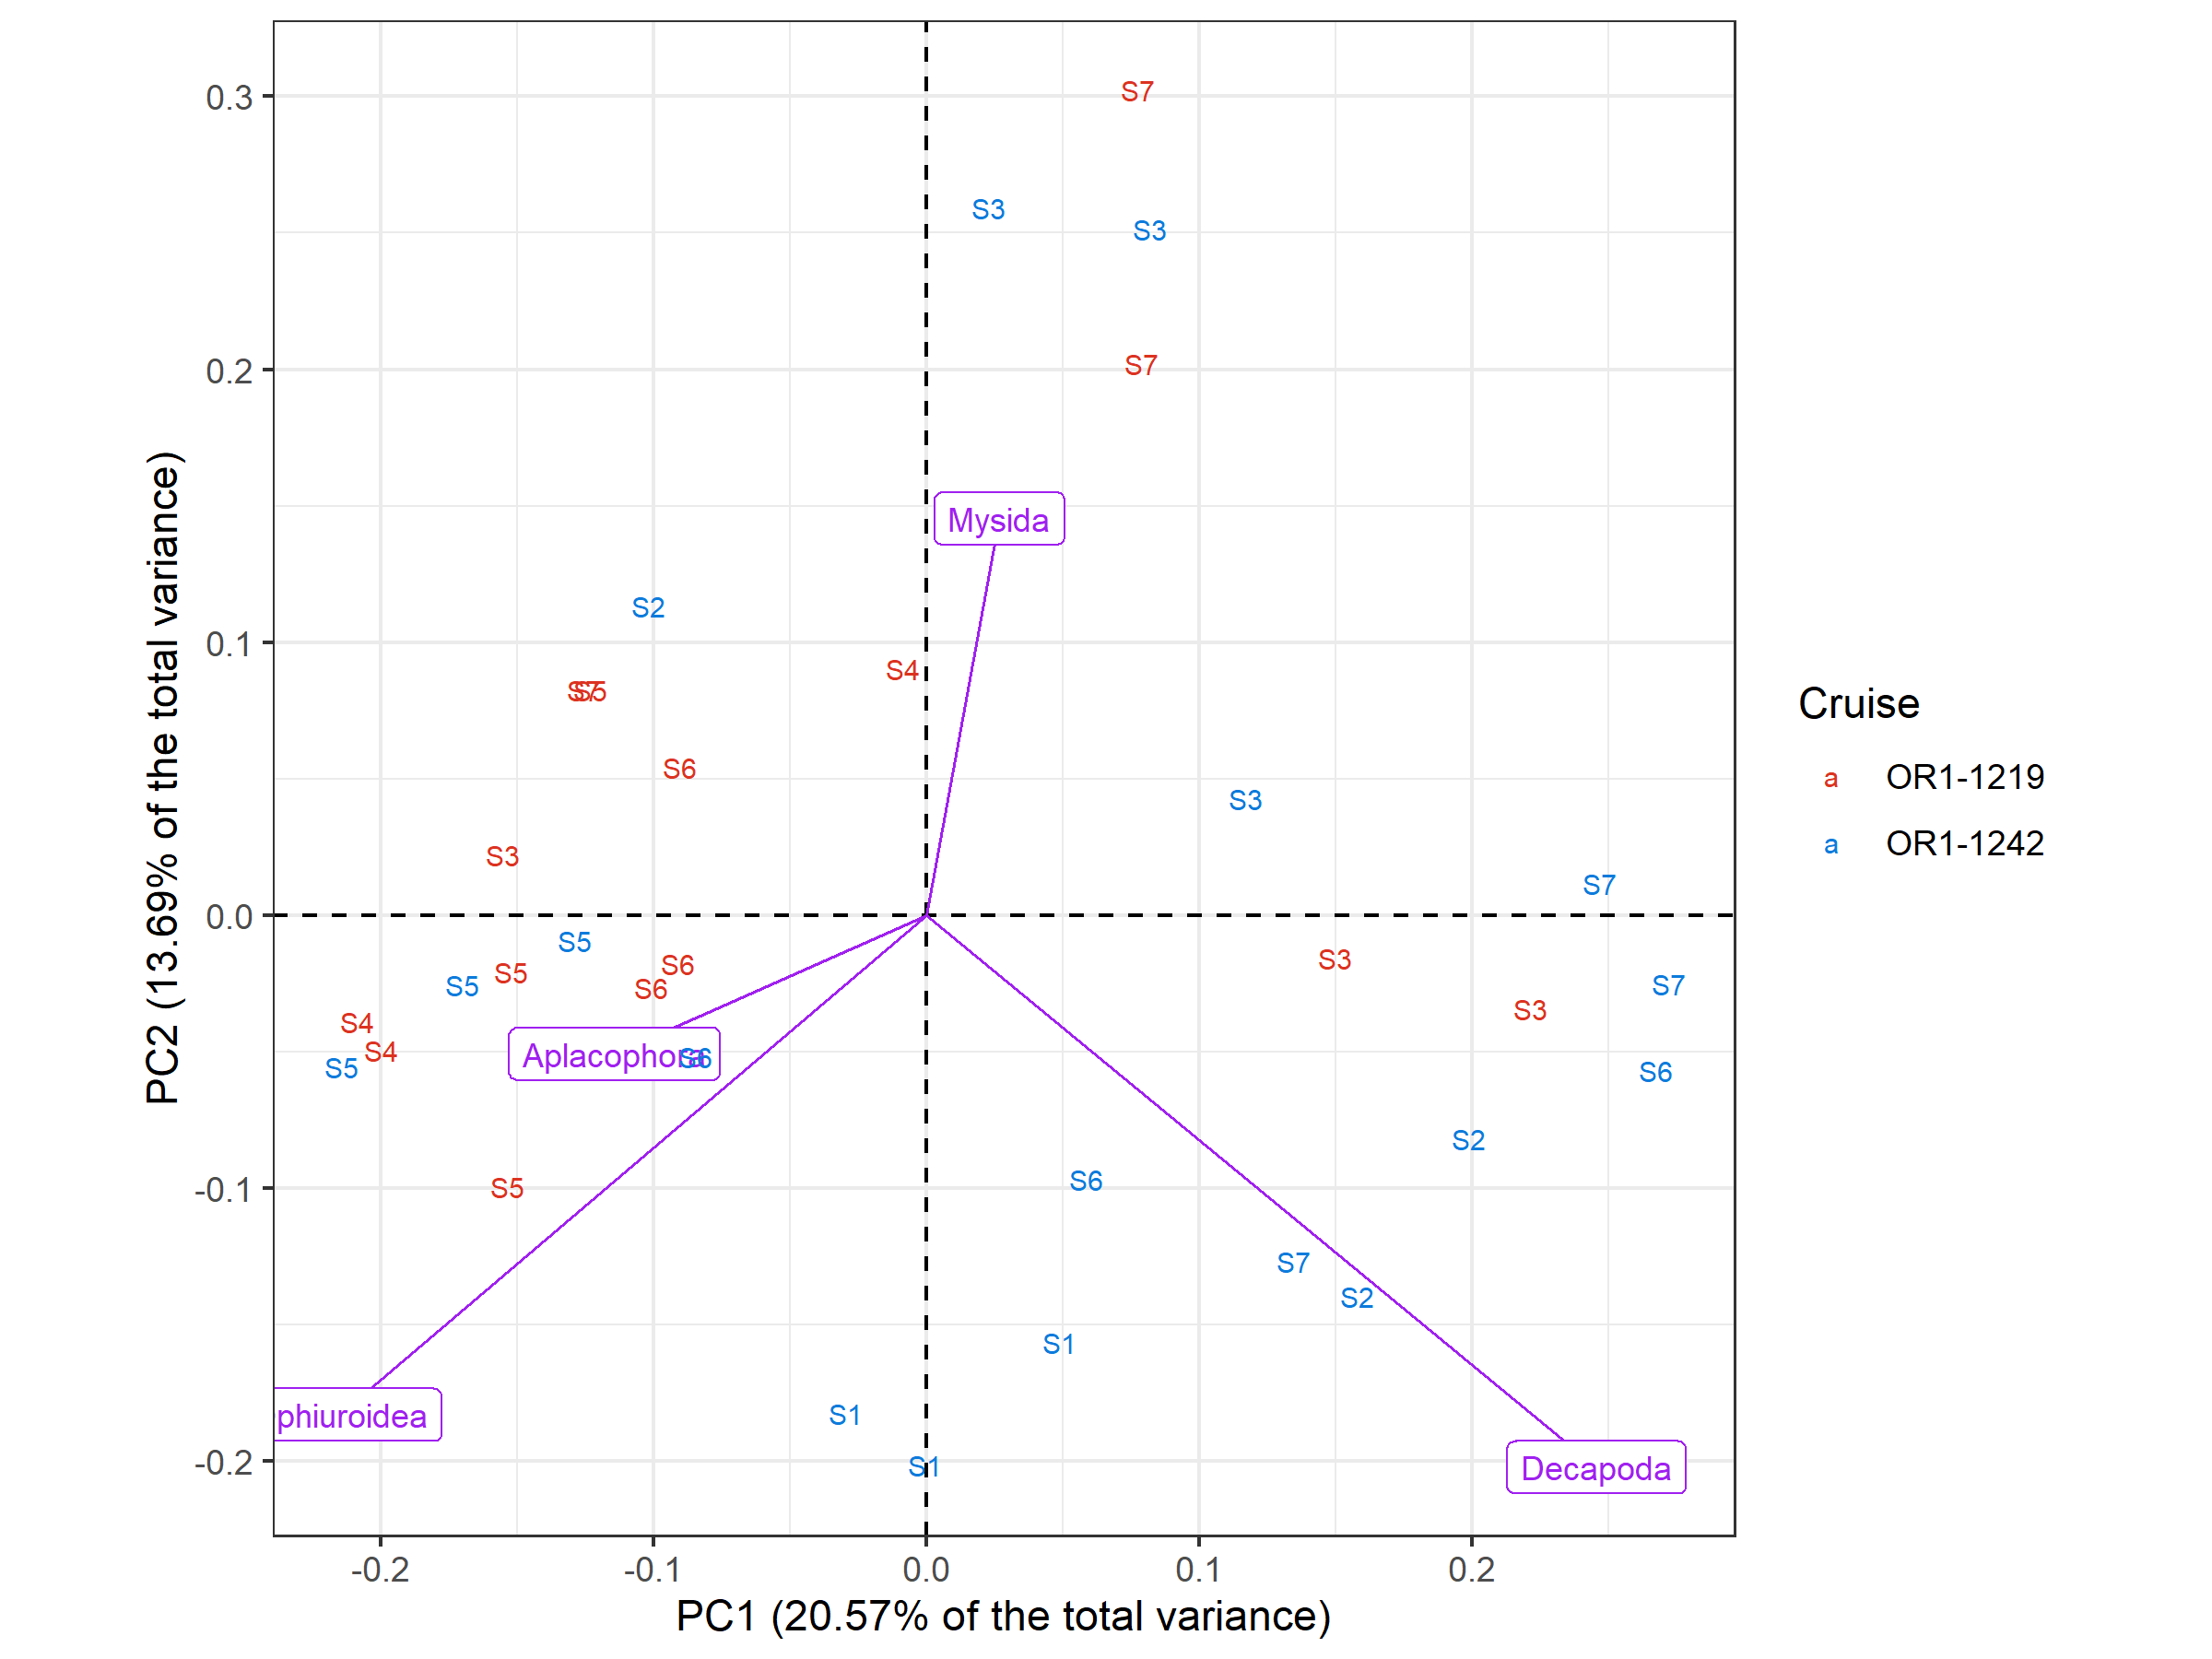 S7
0.3
S3
S3
S7
0.2
Mysida
S2
0.1
S4
S7
S5
S6
S3
S3
S7
0.0
S5
S6
S3
S5
S5
S6
S7
S3
S4
S4
Aplacophora
S6
S5
S6
S2
S6
S5
-0.1
S7
S2
S1
phiuroidea
S1
S1
-0.2
Decapoda
-0.2
-0.1
0.0
0.1
0.2
PC1 (20.57% of the total variance)
PC2 (13.69% of the total variance)
Cruise
a OR1-1219
a OR1-1242